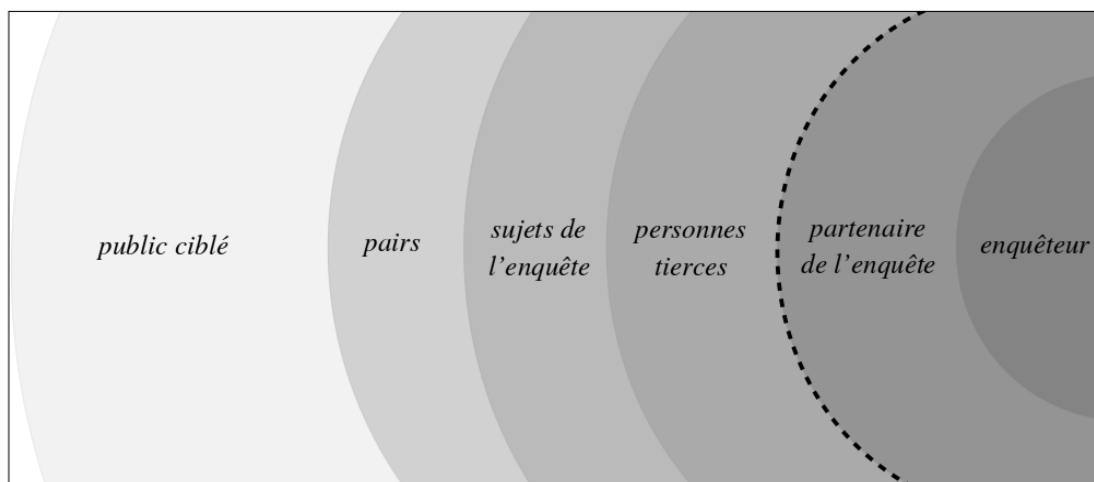 public ciblé
pairs
sujets de
l’enquête
personnes
tierces
partenaire
de l’enquête
enquêteur